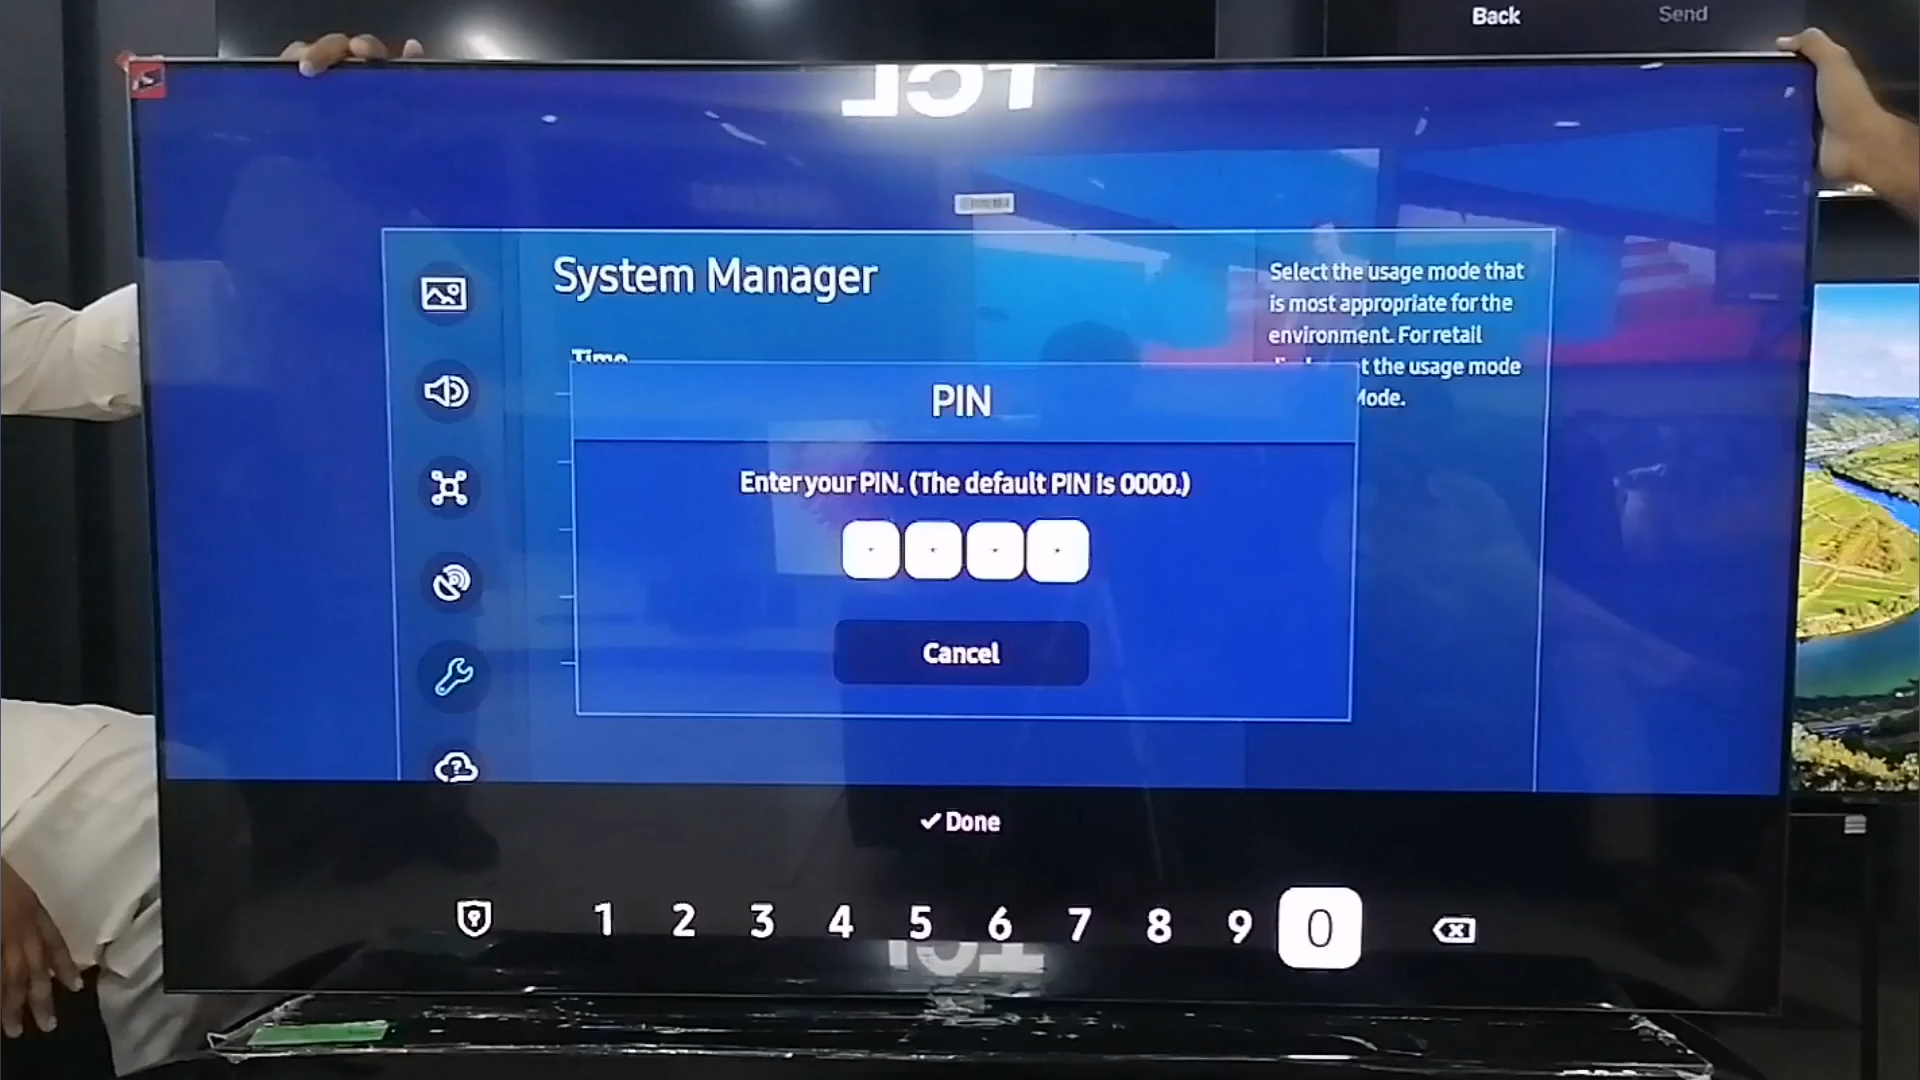 Back
Send
TCL
System Manager
Time
Select the usage mode that
is most appropriate for the
environment. For retail
t the usage mode
Mode.
PIN
Enter your PIN. (The default PIN is 0000.)
Cancel
Done
1 2 3 4 5 6 7 8 9 0